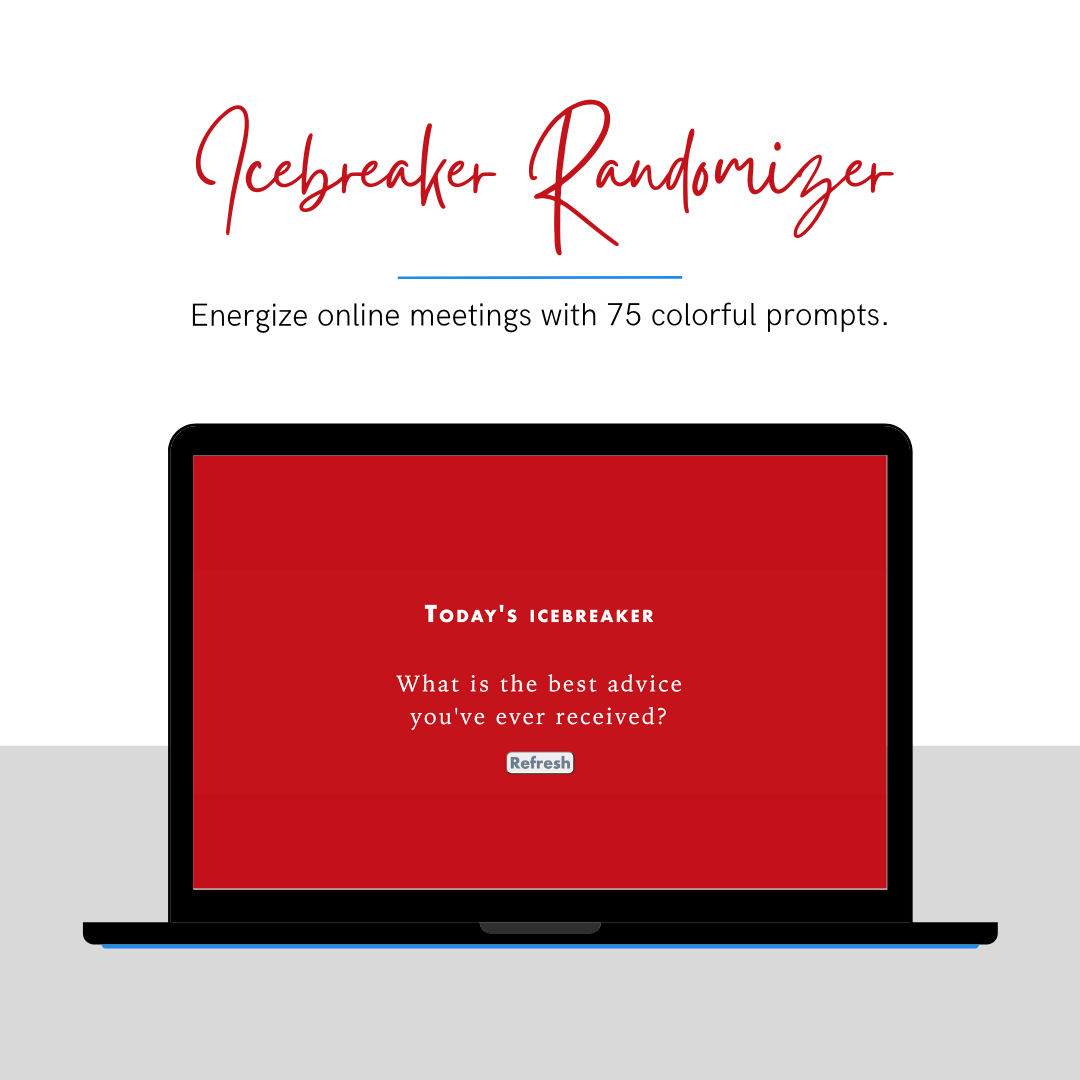 Icebreaker Randomizer
Energize online meetings with 75 colorful prompts.
Today's icebreaker
What is the best advice
you've ever received?
Refresh